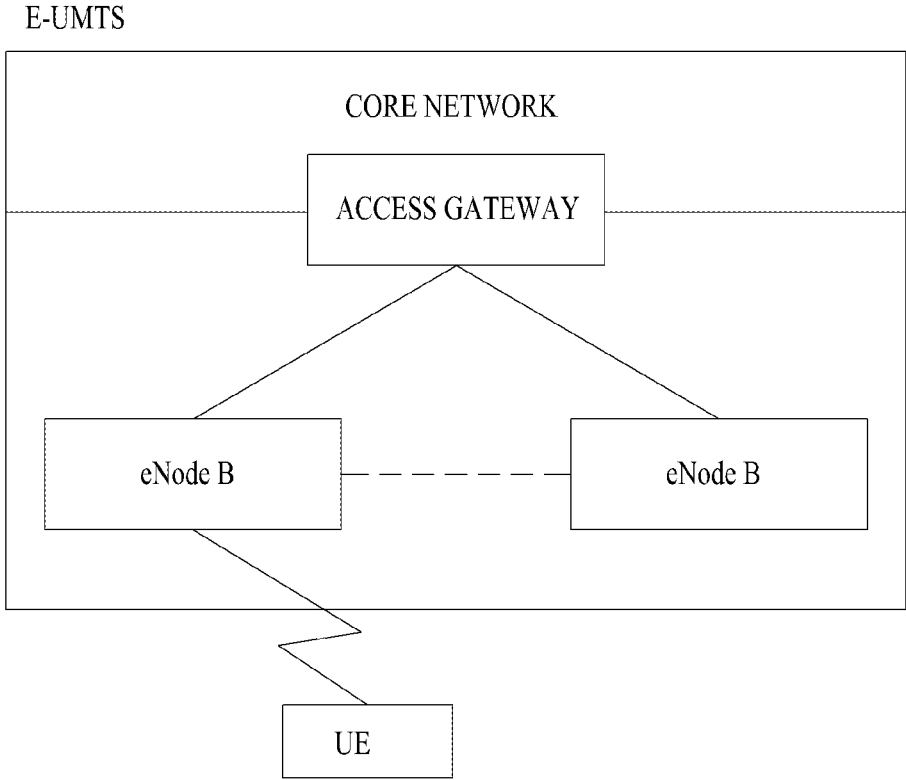 E-UMTS
CORE NETWORK
ACCESS GATEWAY
eNode B
eNode B
UE